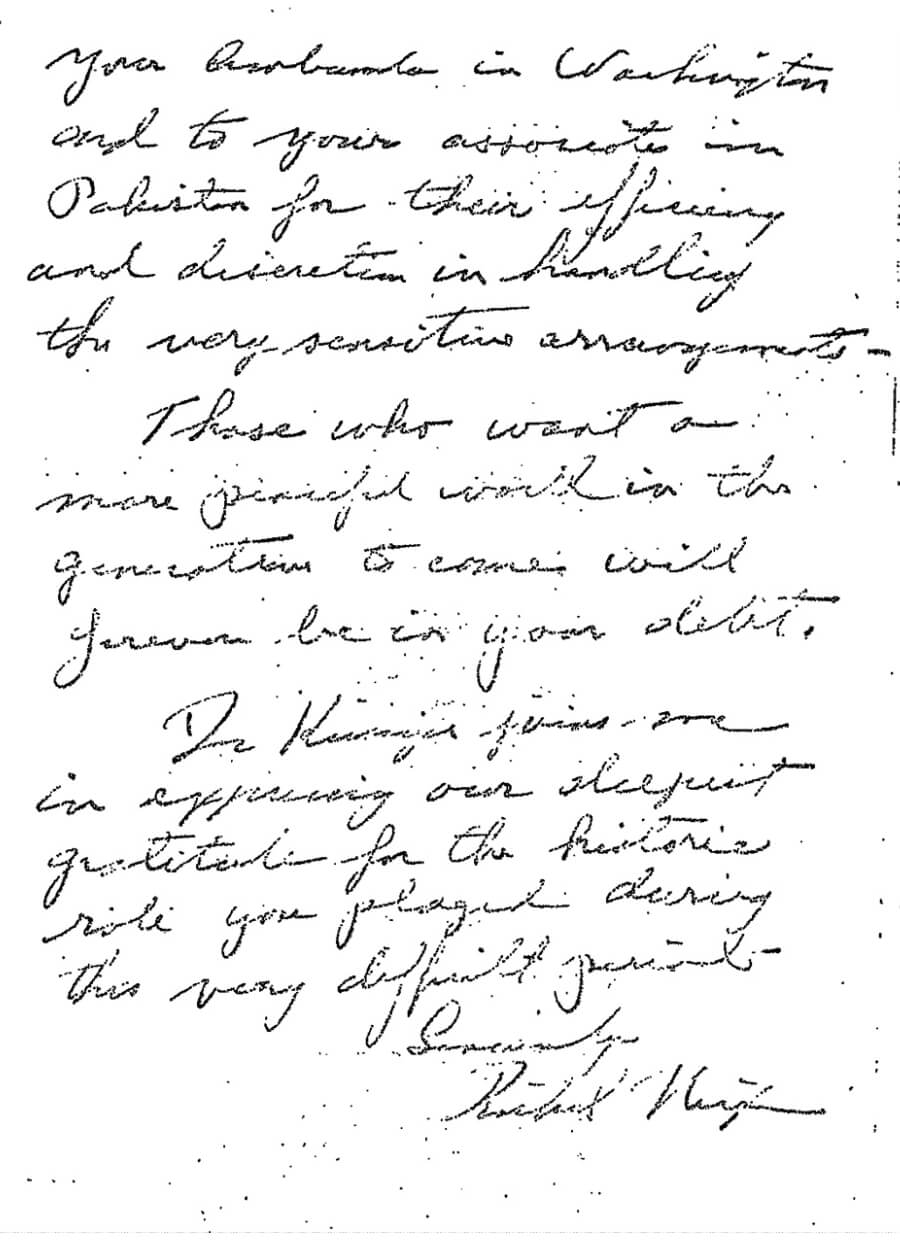 your Ambassador in Washington
and to your associates in
Pakistan for their efficiency
and discretion in handling
the very sensitive arrangements -
Those who want a
more peaceful world in the
generation to come will
forever be in your debt.
Dr Kissinger joins me
in expressing our deepest
gratitude for the historic
role you played during
this very difficult period -
Sincerely
Richard Nixon